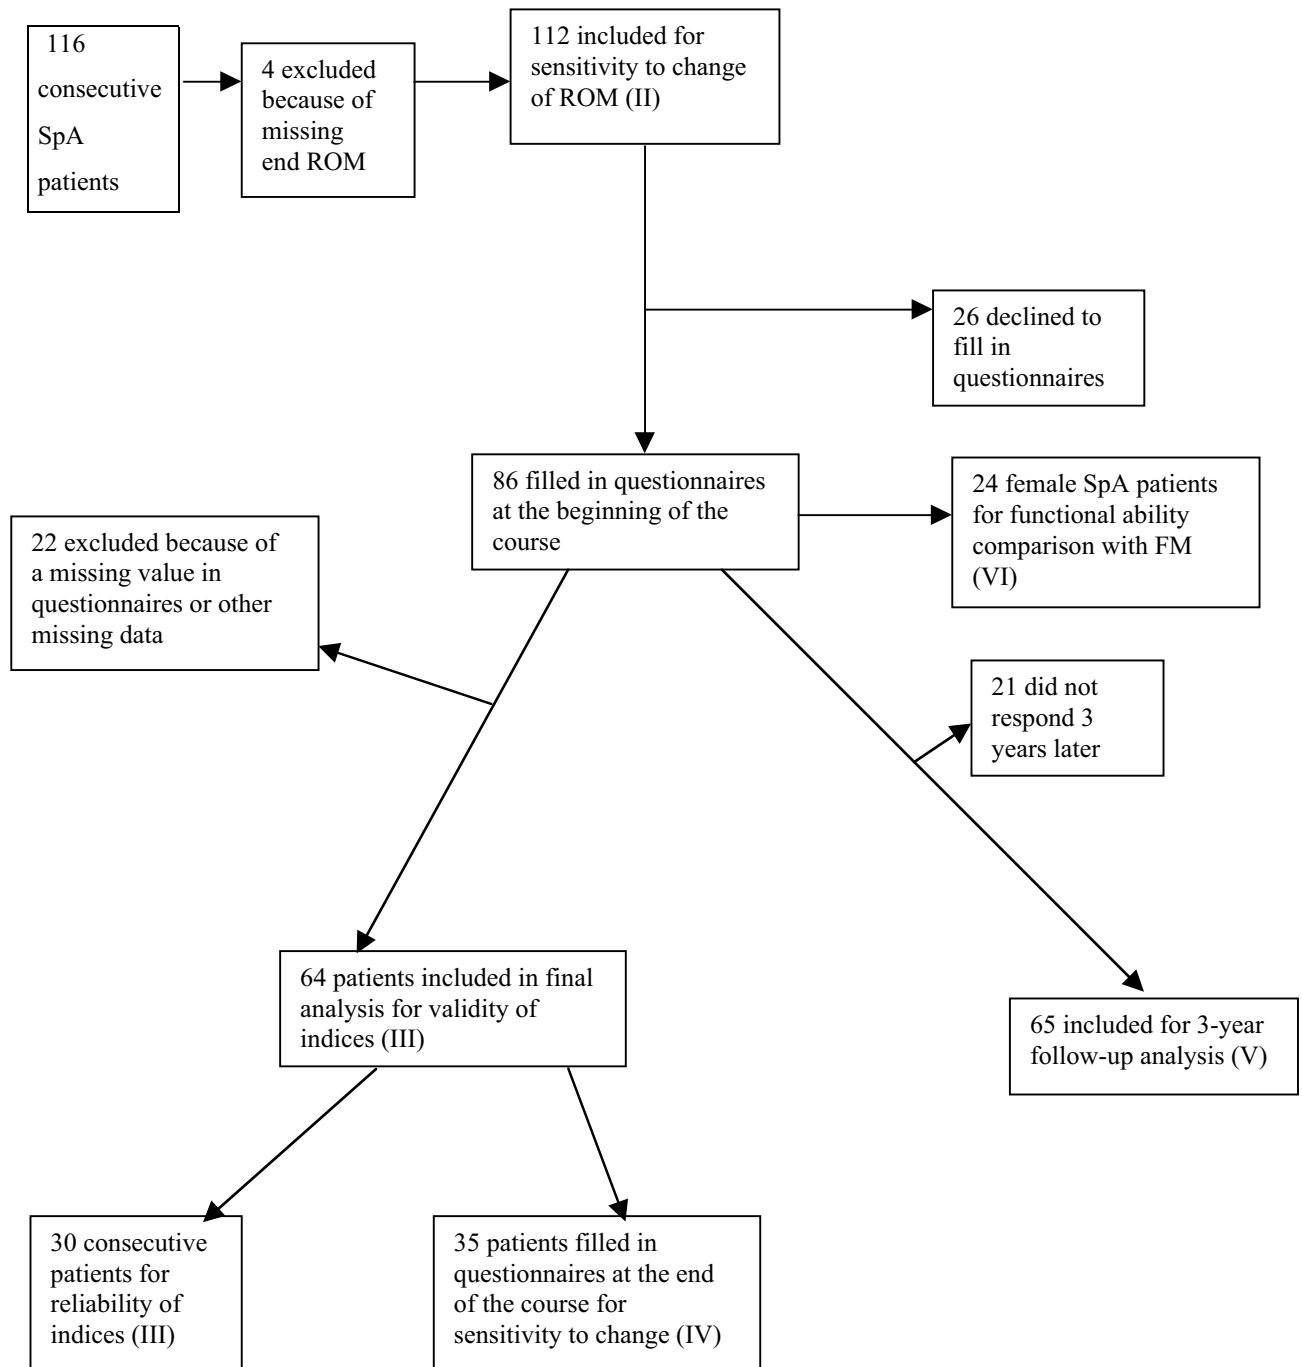 116
consecutive
SpA
patients
4 excluded
because of
missing
end ROM
112 included for
sensitivity to change
of ROM (II)
26 declined to
fill in
questionnaires
86 filled in questionnaires
at the beginning of the
course
24 female SpA patients
for functional ability
comparison with FM
(VI)
22 excluded because of
a missing value in
questionnaires or other
missing data
21 did not
respond 3
years later
64 patients included in final
analysis for validity of
indices (III)
65 included for 3-year
follow-up analysis (V)
30 consecutive
patients for
reliability of
indices (III)
35 patients filled in
questionnaires at the end
of the course for
sensitivity to change (IV)